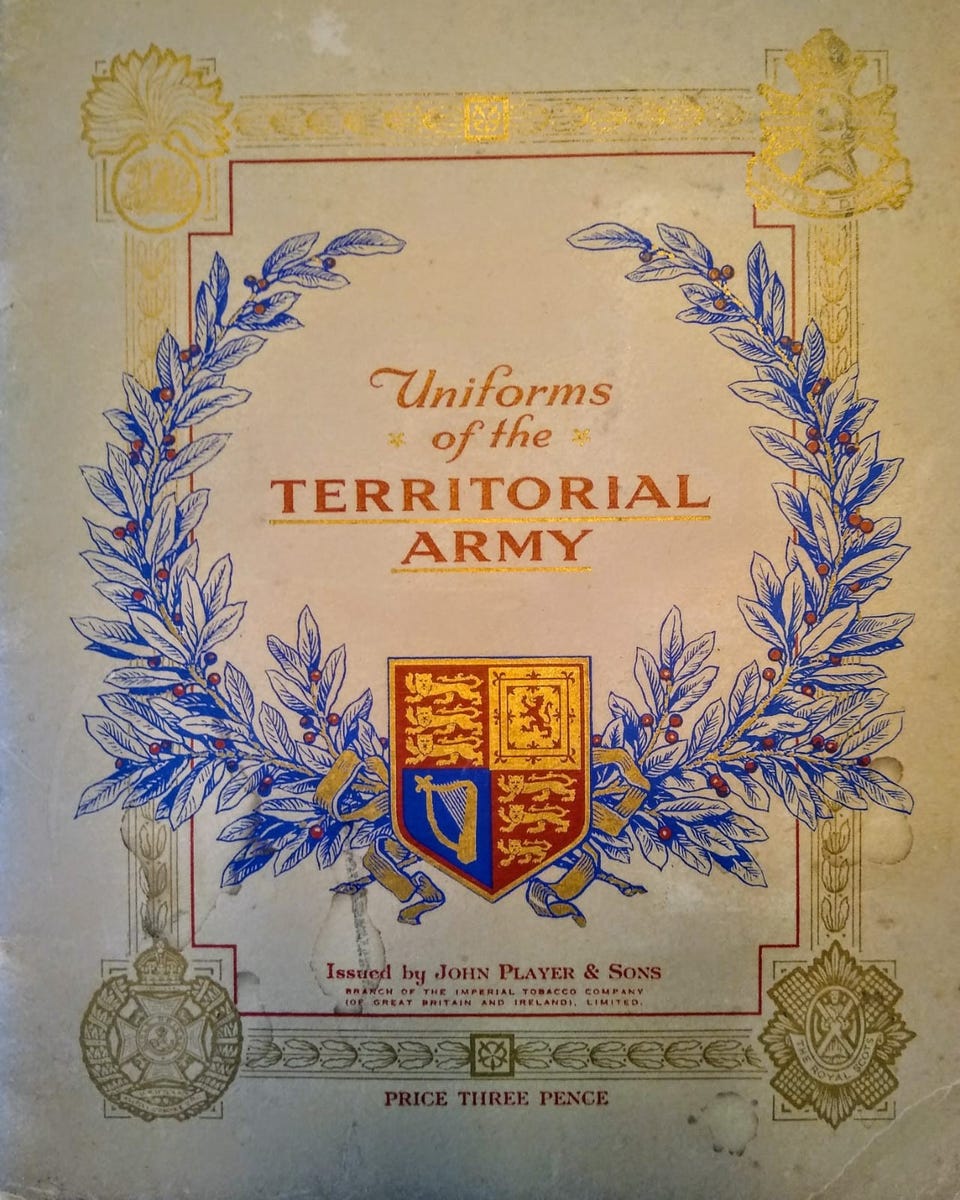 Uniforms
of the
TERRITORIAL
ARMY
Issued by JOHN PLAYER & SONS
BRANCH OF THE IMPERIAL TOBACCO COMPANY
(OF GREAT BRITAIN AND IRELAND), LIMITED.
THE ROYAL SCOTS
PRICE THREE PENCE